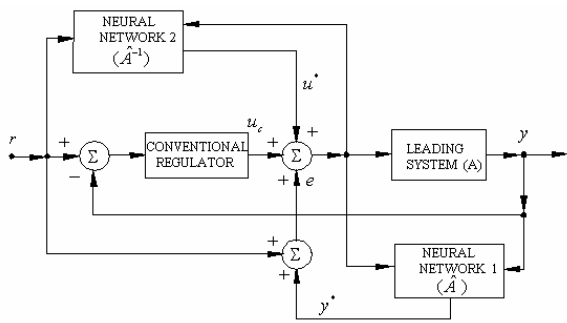 NEURAL
NETWORK 2
(Â⁻¹)
u*
r
+
Σ
−
CONVENTIONAL
REGULATOR
u_c
+
+
Σ
+
e
LEADING
SYSTEM (A)
y
+
+
Σ
y*
NEURAL
NETWORK 1
(Â)